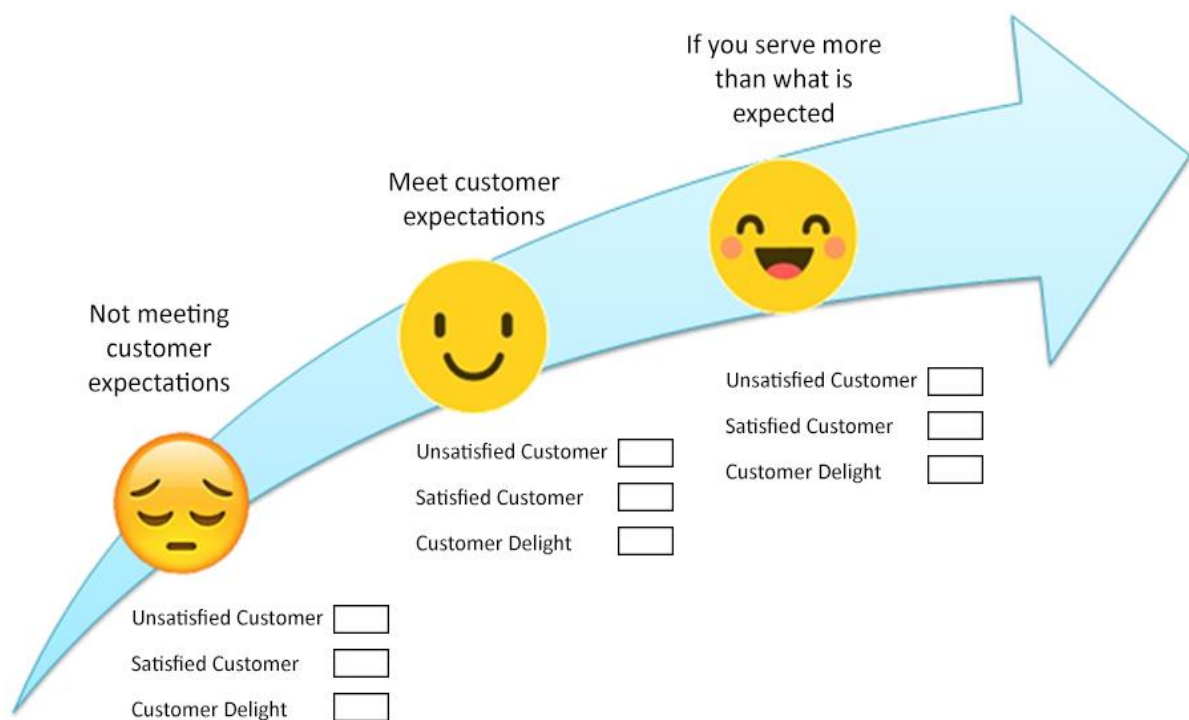 If you serve more
than what is
expected
Meet customer
expectations
Not meeting
customer
expectations
Unsatisfied Customer
Satisfied Customer
Customer Delight
Unsatisfied Customer
Satisfied Customer
Customer Delight
Unsatisfied Customer
Satisfied Customer
Customer Delight